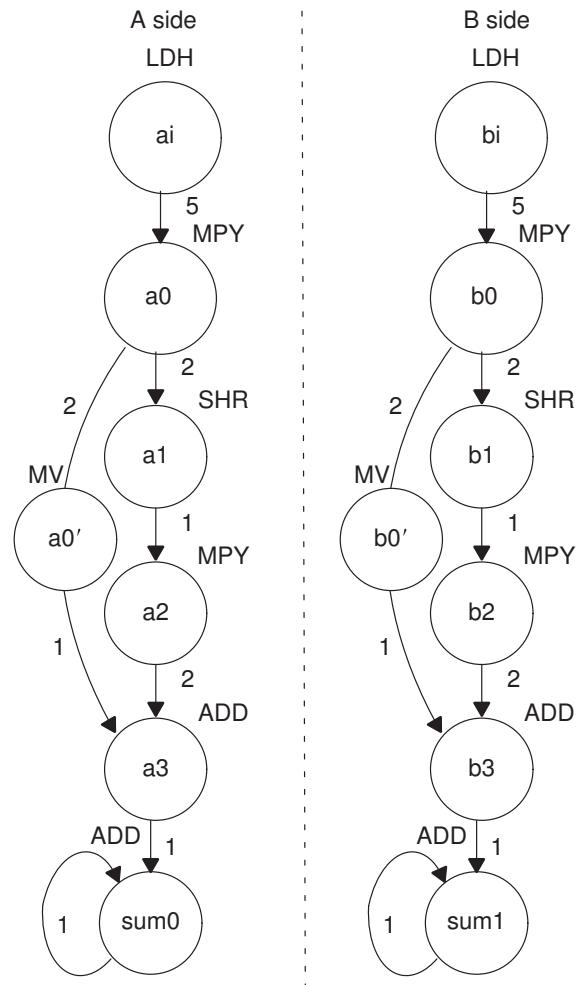 A side
LDH
ai
5
MPY
a0
2
SHR
2
a1
MV
1
MPY
a0′
a2
1
2
ADD
a3
ADD
1
1
sum0
B side
LDH
bi
5
MPY
b0
2
SHR
2
b1
MV
1
MPY
b0′
b2
1
2
ADD
b3
ADD
1
1
sum1